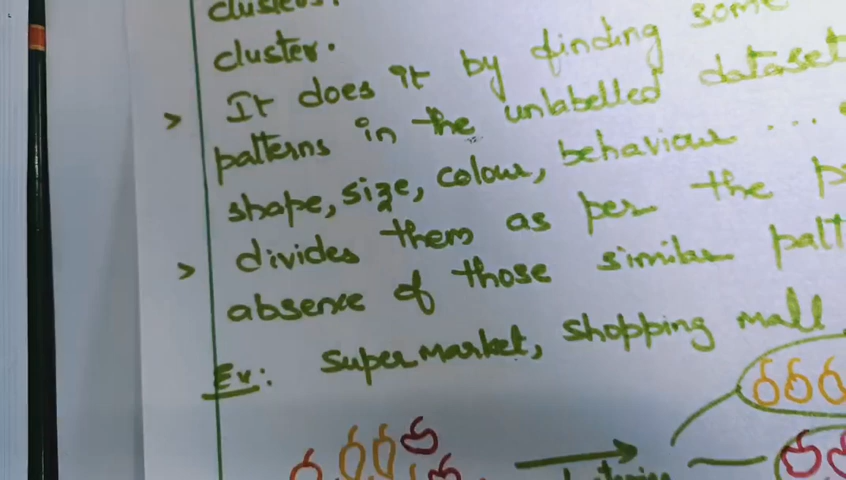 clusters.
cluster.
> It does it by finding some
patterns in the unlabelled dataset
shape, size, colour, behaviour ...
> divides them as per the
absence of those similar
Ex: supermarket, shopping mall